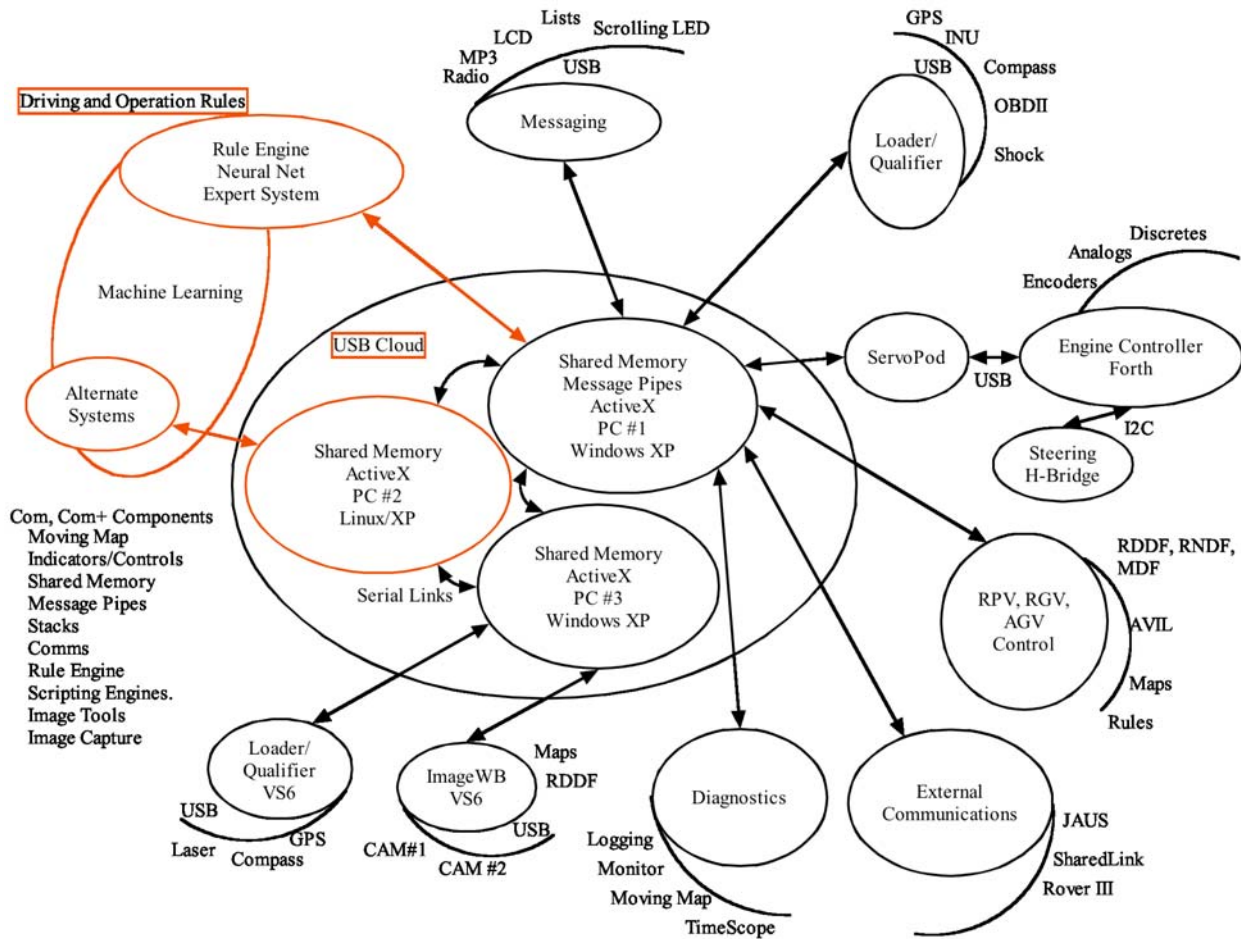 Lists
GPS
LCD
Scrolling LED
INU
MP3
Radio
USB
USB
Compass
Driving and Operation Rules
OBDII
Messaging
Rule Engine
Neural Net
Expert System
Loader/
Qualifier
Shock
Discretes
Analogs
Encoders
Machine Learning
USB Cloud
Shared Memory
Message Pipes
ActiveX
PC #1
Windows XP
ServoPod
USB
Engine Controller
Forth
Alternate
Systems
I2C
Steering
H-Bridge
Shared Memory
ActiveX
PC #2
Linux/XP
Com, Com+ Components
Moving Map
Indicators/Controls
Shared Memory
Message Pipes
Stacks
Comms
Rule Engine
Scripting Engines.
Image Tools
Image Capture
Serial Links
Shared Memory
ActiveX
PC #3
Windows XP
RPV, RGV,
AGV
Control
RDDF, RNDF,
MDF
AVIL
Maps
Rules
Loader/
Qualifier
VS6
USB
GPS
Laser
Compass
ImageWB
VS6
Maps
RDDF
USB
CAM#1
CAM #2
Diagnostics
Logging
Monitor
Moving Map
TimeScope
External
Communications
JAUS
SharedLink
Rover III